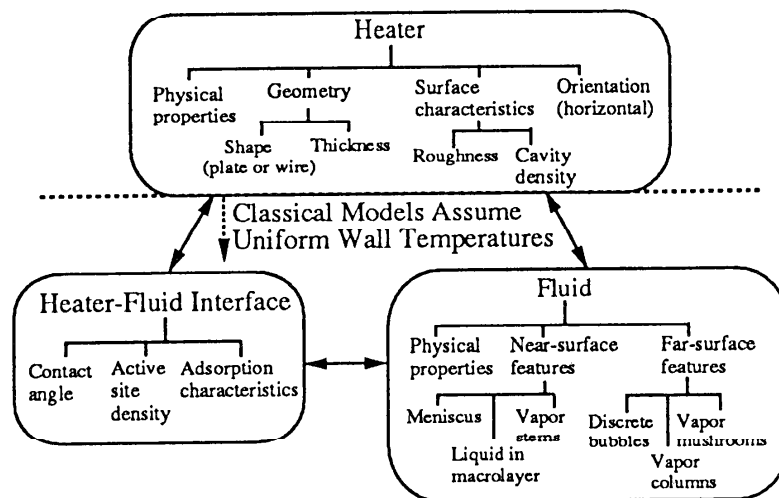 Heater
Physical
properties
Geometry
Surface
characteristics
Orientation
(horizontal)
Shape
(plate or wire)
Thickness
Roughness
Cavity
density
Classical Models Assume
Uniform Wall Temperatures
Heater-Fluid Interface
Contact
angle
Active
site
density
Adsorption
characteristics
Fluid
Physical
properties
Near-surface
features
Far-surface
features
Meniscus
Liquid in
macrolayer
Vapor
stems
Discrete
bubbles
Vapor
columns
Vapor
mushrooms